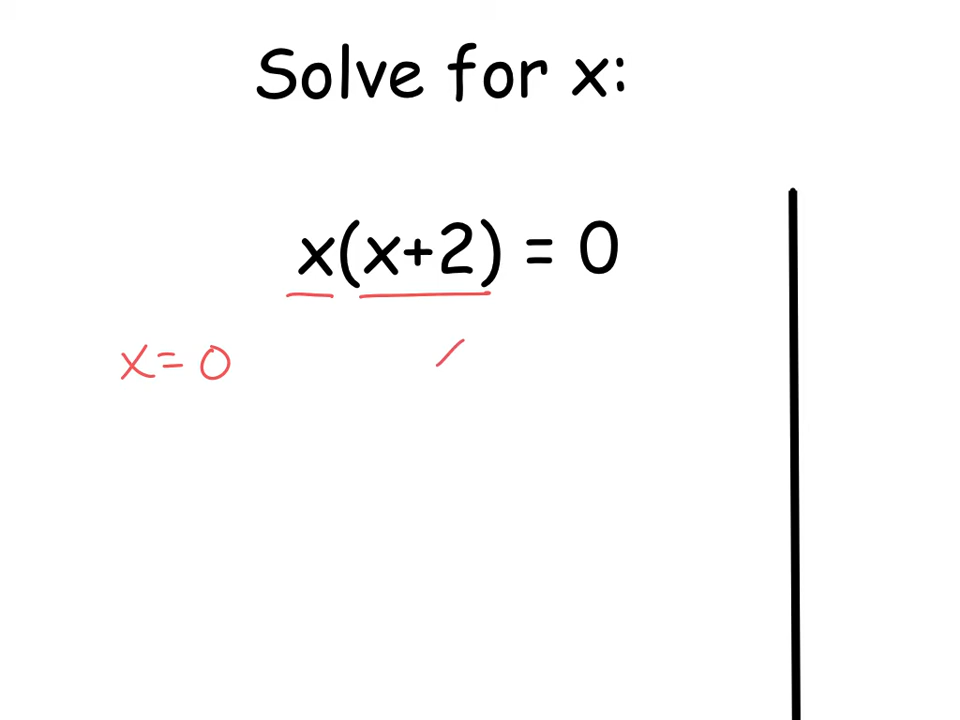 Solve for x:
x(x+2) = 0
x = 0